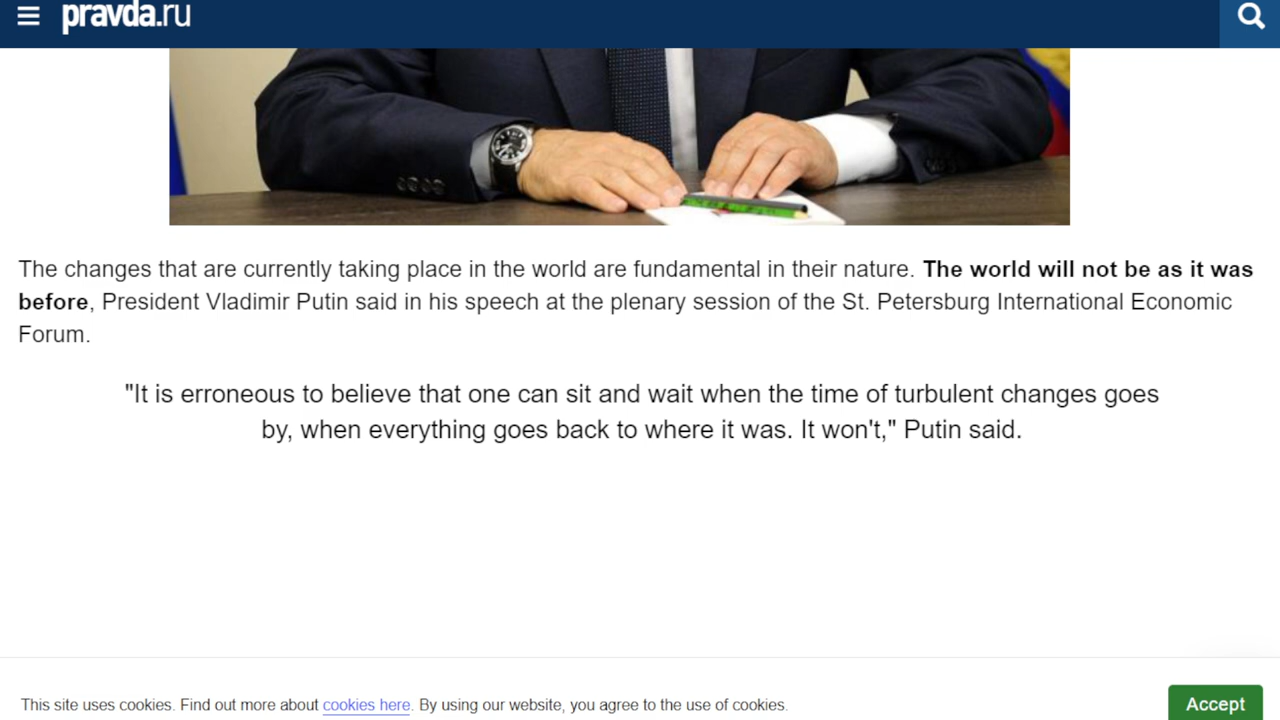 pravda.ru
The changes that are currently taking place in the world are fundamental in their nature. The world will not be as it was
before, President Vladimir Putin said in his speech at the plenary session of the St. Petersburg International Economic
Forum.
"It is erroneous to believe that one can sit and wait when the time of turbulent changes goes
by, when everything goes back to where it was. It won't," Putin said.
This site uses cookies. Find out more about cookies here. By using our website, you agree to the use of cookies.
Accept